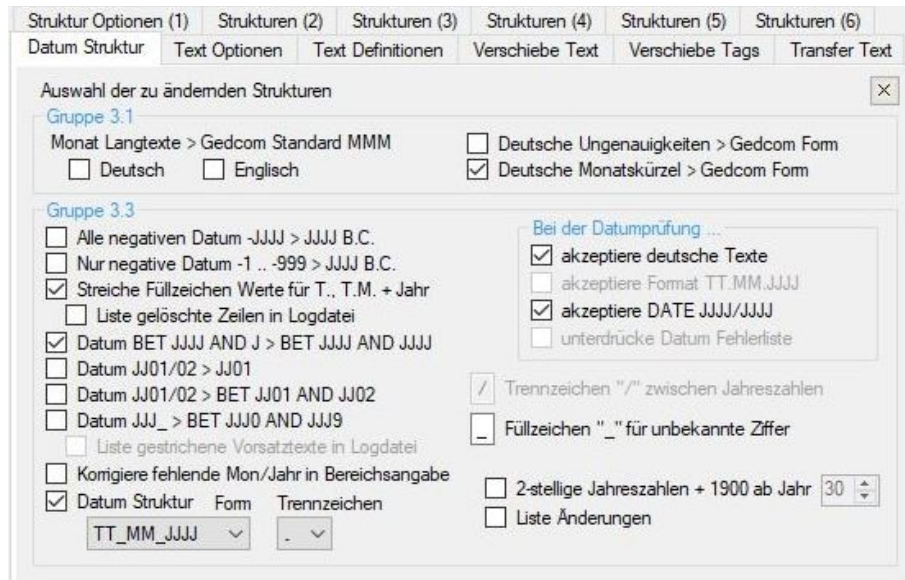 Struktur Optionen (1) Strukturen (2) Strukturen (3) Strukturen (4) Strukturen (5) Strukturen (6)
Datum Struktur Text Optionen Text Definitionen Verschiebe Text Verschiebe Tags Transfer Text
Auswahl der zu ändernden Strukturen
Gruppe 3.1
Monat Langtexte > Gedcom Standard MMM
Deutsch Englisch
Deutsche Ungenauigkeiten > Gedcom Form
Deutsche Monatskürzel > Gedcom Form
Gruppe 3.3
Alle negativen Datum -JJJJ > JJJJ B.C.
Nur negative Datum -1 .. -999 > JJJJ B.C.
Streiche Füllzeichen Werte für T., T.M. + Jahr
Liste gelöschte Zeilen in Logdatei
Datum BET JJJJ AND J > BET JJJJ AND JJJJ
Datum JJ01/02 > JJ01
Datum JJ01/02 > BET JJ01 AND JJ02
Datum JJJ_ > BET JJJ0 AND JJJ9
Liste gestrichene Vorsatztexte in Logdatei
Korrigiere fehlende Mon/Jahr in Bereichsangabe
Datum Struktur Form Trennzeichen
TT_MM_JJJJ .
Bei der Datumprüfung ...
akzeptiere deutsche Texte
akzeptiere Format TT.MM.JJJJ
akzeptiere DATE JJJJ/JJJJ
unterdrücke Datum Fehlerliste
/ Trennzeichen "/" zwischen Jahreszahlen
_ Füllzeichen "_" für unbekannte Ziffer
2-stellige Jahreszahlen + 1900 ab Jahr 30
Liste Änderungen